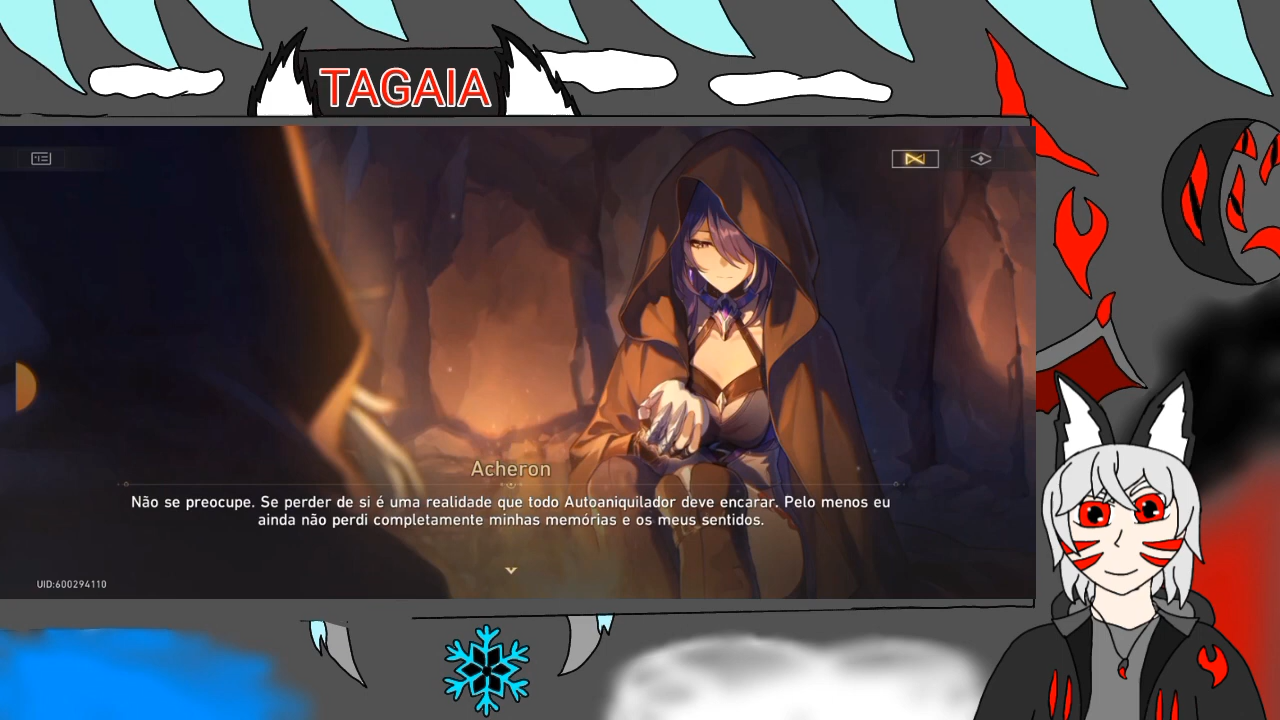 TAGAIA
Acheron
Não se preocupe. Se perder de si é uma realidade que todo Autoaniquilador deve encarar. Pelo menos eu
ainda não perdi completamente minhas memórias e os meus sentidos.
UID:600294110